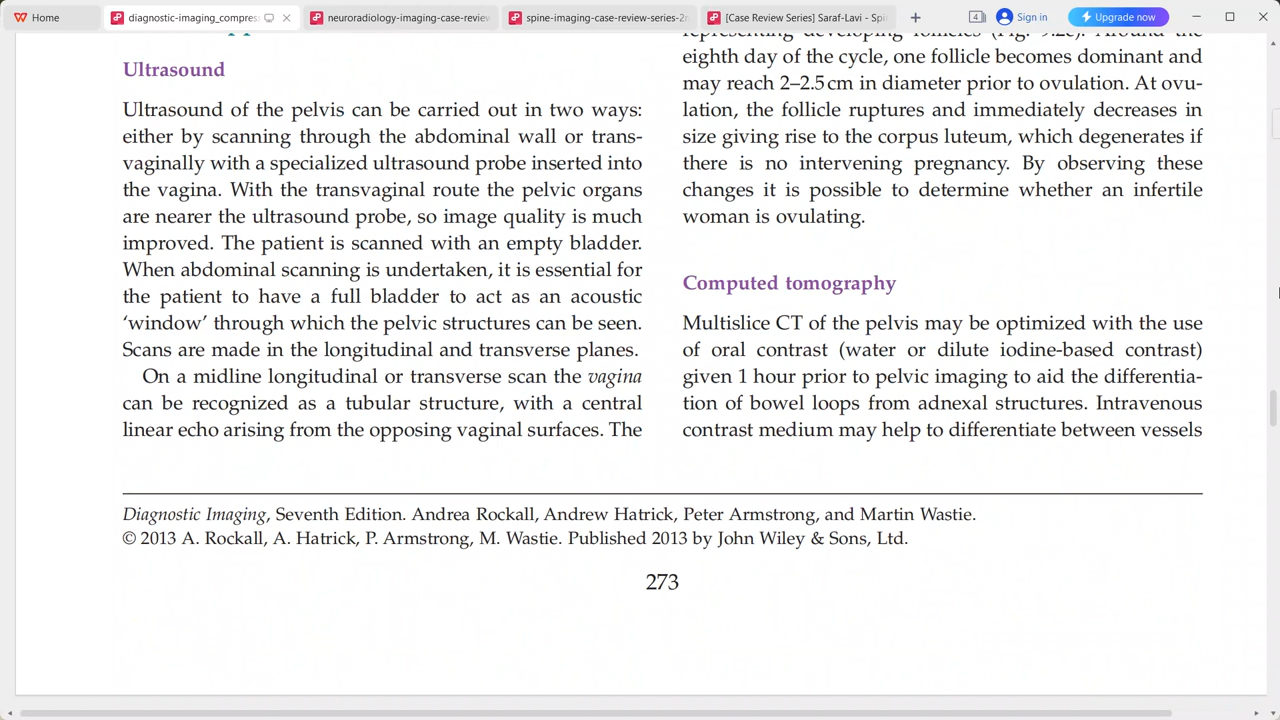 Home
diagnostic-imaging_compres
neuroradiology-imaging-case-review
spine-imaging-case-review-series-2
[Case Review Series] Saraf-Lavi - Spi
4
Sign in
Upgrade now
Ultrasound
Ultrasound of the pelvis can be carried out in two ways:
either by scanning through the abdominal wall or trans-
vaginally with a specialized ultrasound probe inserted into
the vagina. With the transvaginal route the pelvic organs
are nearer the ultrasound probe, so image quality is much
improved. The patient is scanned with an empty bladder.
When abdominal scanning is undertaken, it is essential for
the patient to have a full bladder to act as an acoustic
‘window’ through which the pelvic structures can be seen.
Scans are made in the longitudinal and transverse planes.
On a midline longitudinal or transverse scan the vagina
can be recognized as a tubular structure, with a central
linear echo arising from the opposing vaginal surfaces. The
representing developing follicles (Fig. Around the
eighth day of the cycle, one follicle becomes dominant and
may reach 2–2.5 cm in diameter prior to ovulation. At ovu-
lation, the follicle ruptures and immediately decreases in
size giving rise to the corpus luteum, which degenerates if
there is no intervening pregnancy. By observing these
changes it is possible to determine whether an infertile
woman is ovulating.
Computed tomography
Multislice CT of the pelvis may be optimized with the use
of oral contrast (water or dilute iodine-based contrast)
given 1 hour prior to pelvic imaging to aid the differentia-
tion of bowel loops from adnexal structures. Intravenous
contrast medium may help to differentiate between vessels
Diagnostic Imaging, Seventh Edition. Andrea Rockall, Andrew Hatrick, Peter Armstrong, and Martin Wastie.
© 2013 A. Rockall, A. Hatrick, P. Armstrong, M. Wastie. Published 2013 by John Wiley & Sons, Ltd.
273